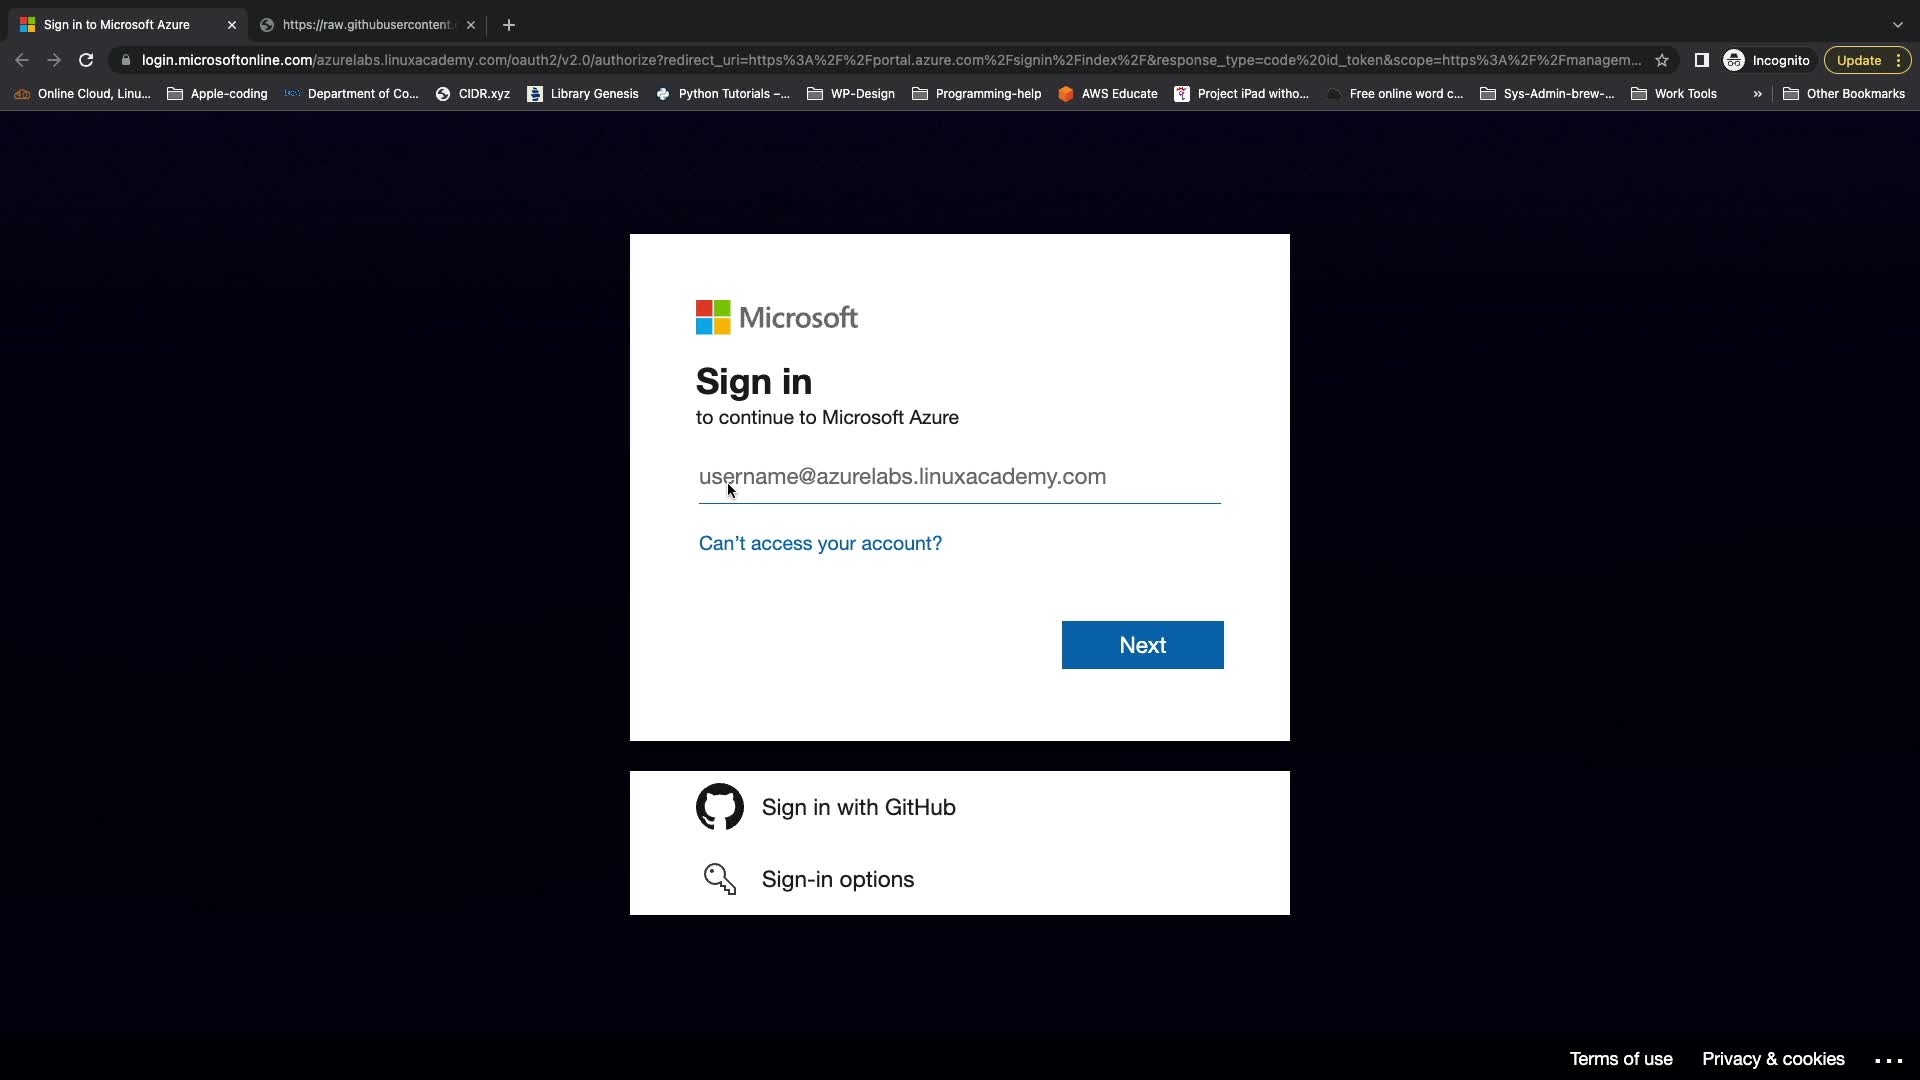 Sign in to Microsoft Azure
https://raw.githubusercontent.
login.microsoftonline.com/azurelabs.linuxacademy.com/oauth2/v2.0/authorize?redirect_uri=https%3A%2F%2Fportal.azure.com%2Fsignin%2Findex%2F&response_type=code%20id_token&scope=https%3A%2F%2Fmanagem...
Incognito
Update
Online Cloud, Linu...
Apple-coding
Department of Co...
CIDR.xyz
Library Genesis
Python Tutorials –...
WP-Design
Programming-help
AWS Educate
Project iPad witho...
Free online word c...
Sys-Admin-brew-...
Work Tools
»
Other Bookmarks
Microsoft
Sign in
to continue to Microsoft Azure
username@azurelabs.linuxacademy.com
Can't access your account?
Next
Sign in with GitHub
Sign-in options
Terms of use
Privacy & cookies
...